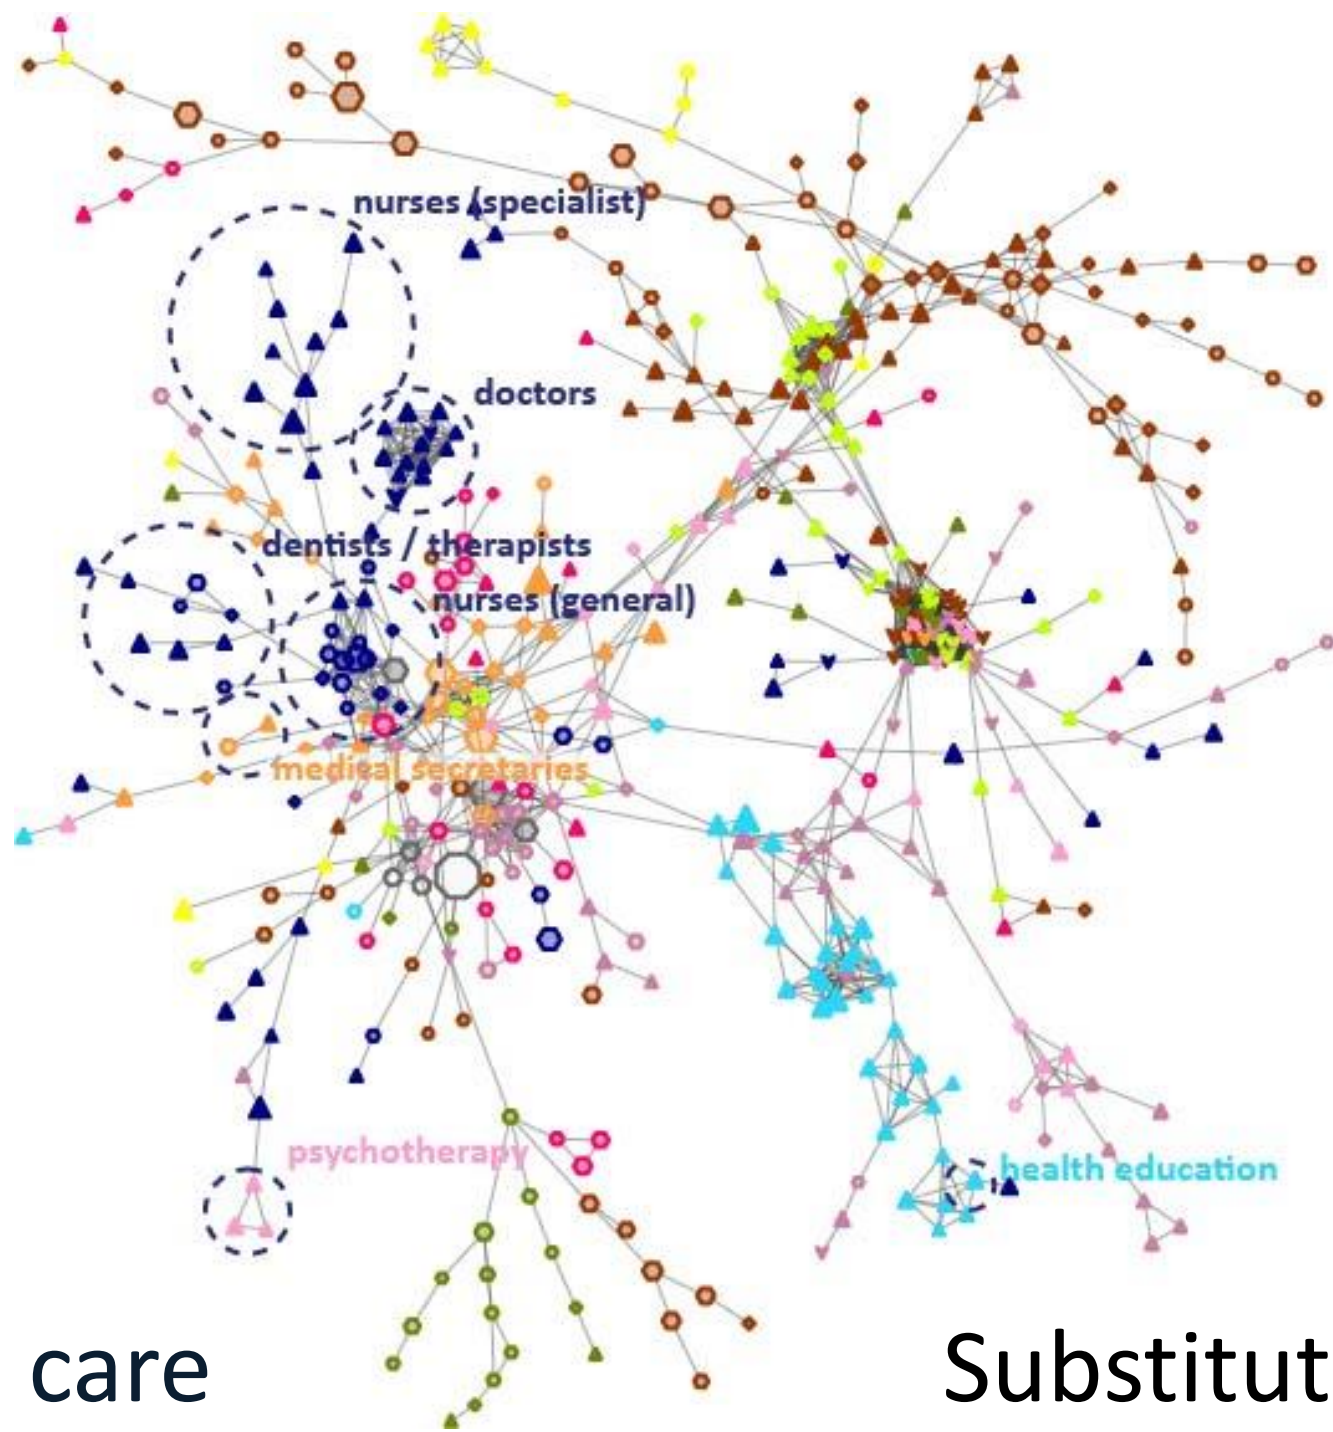 nurses (specialist)
doctors
dentists / therapists
nurses (general)
medical secretaries
psychotherapy
health education
care
Substitut